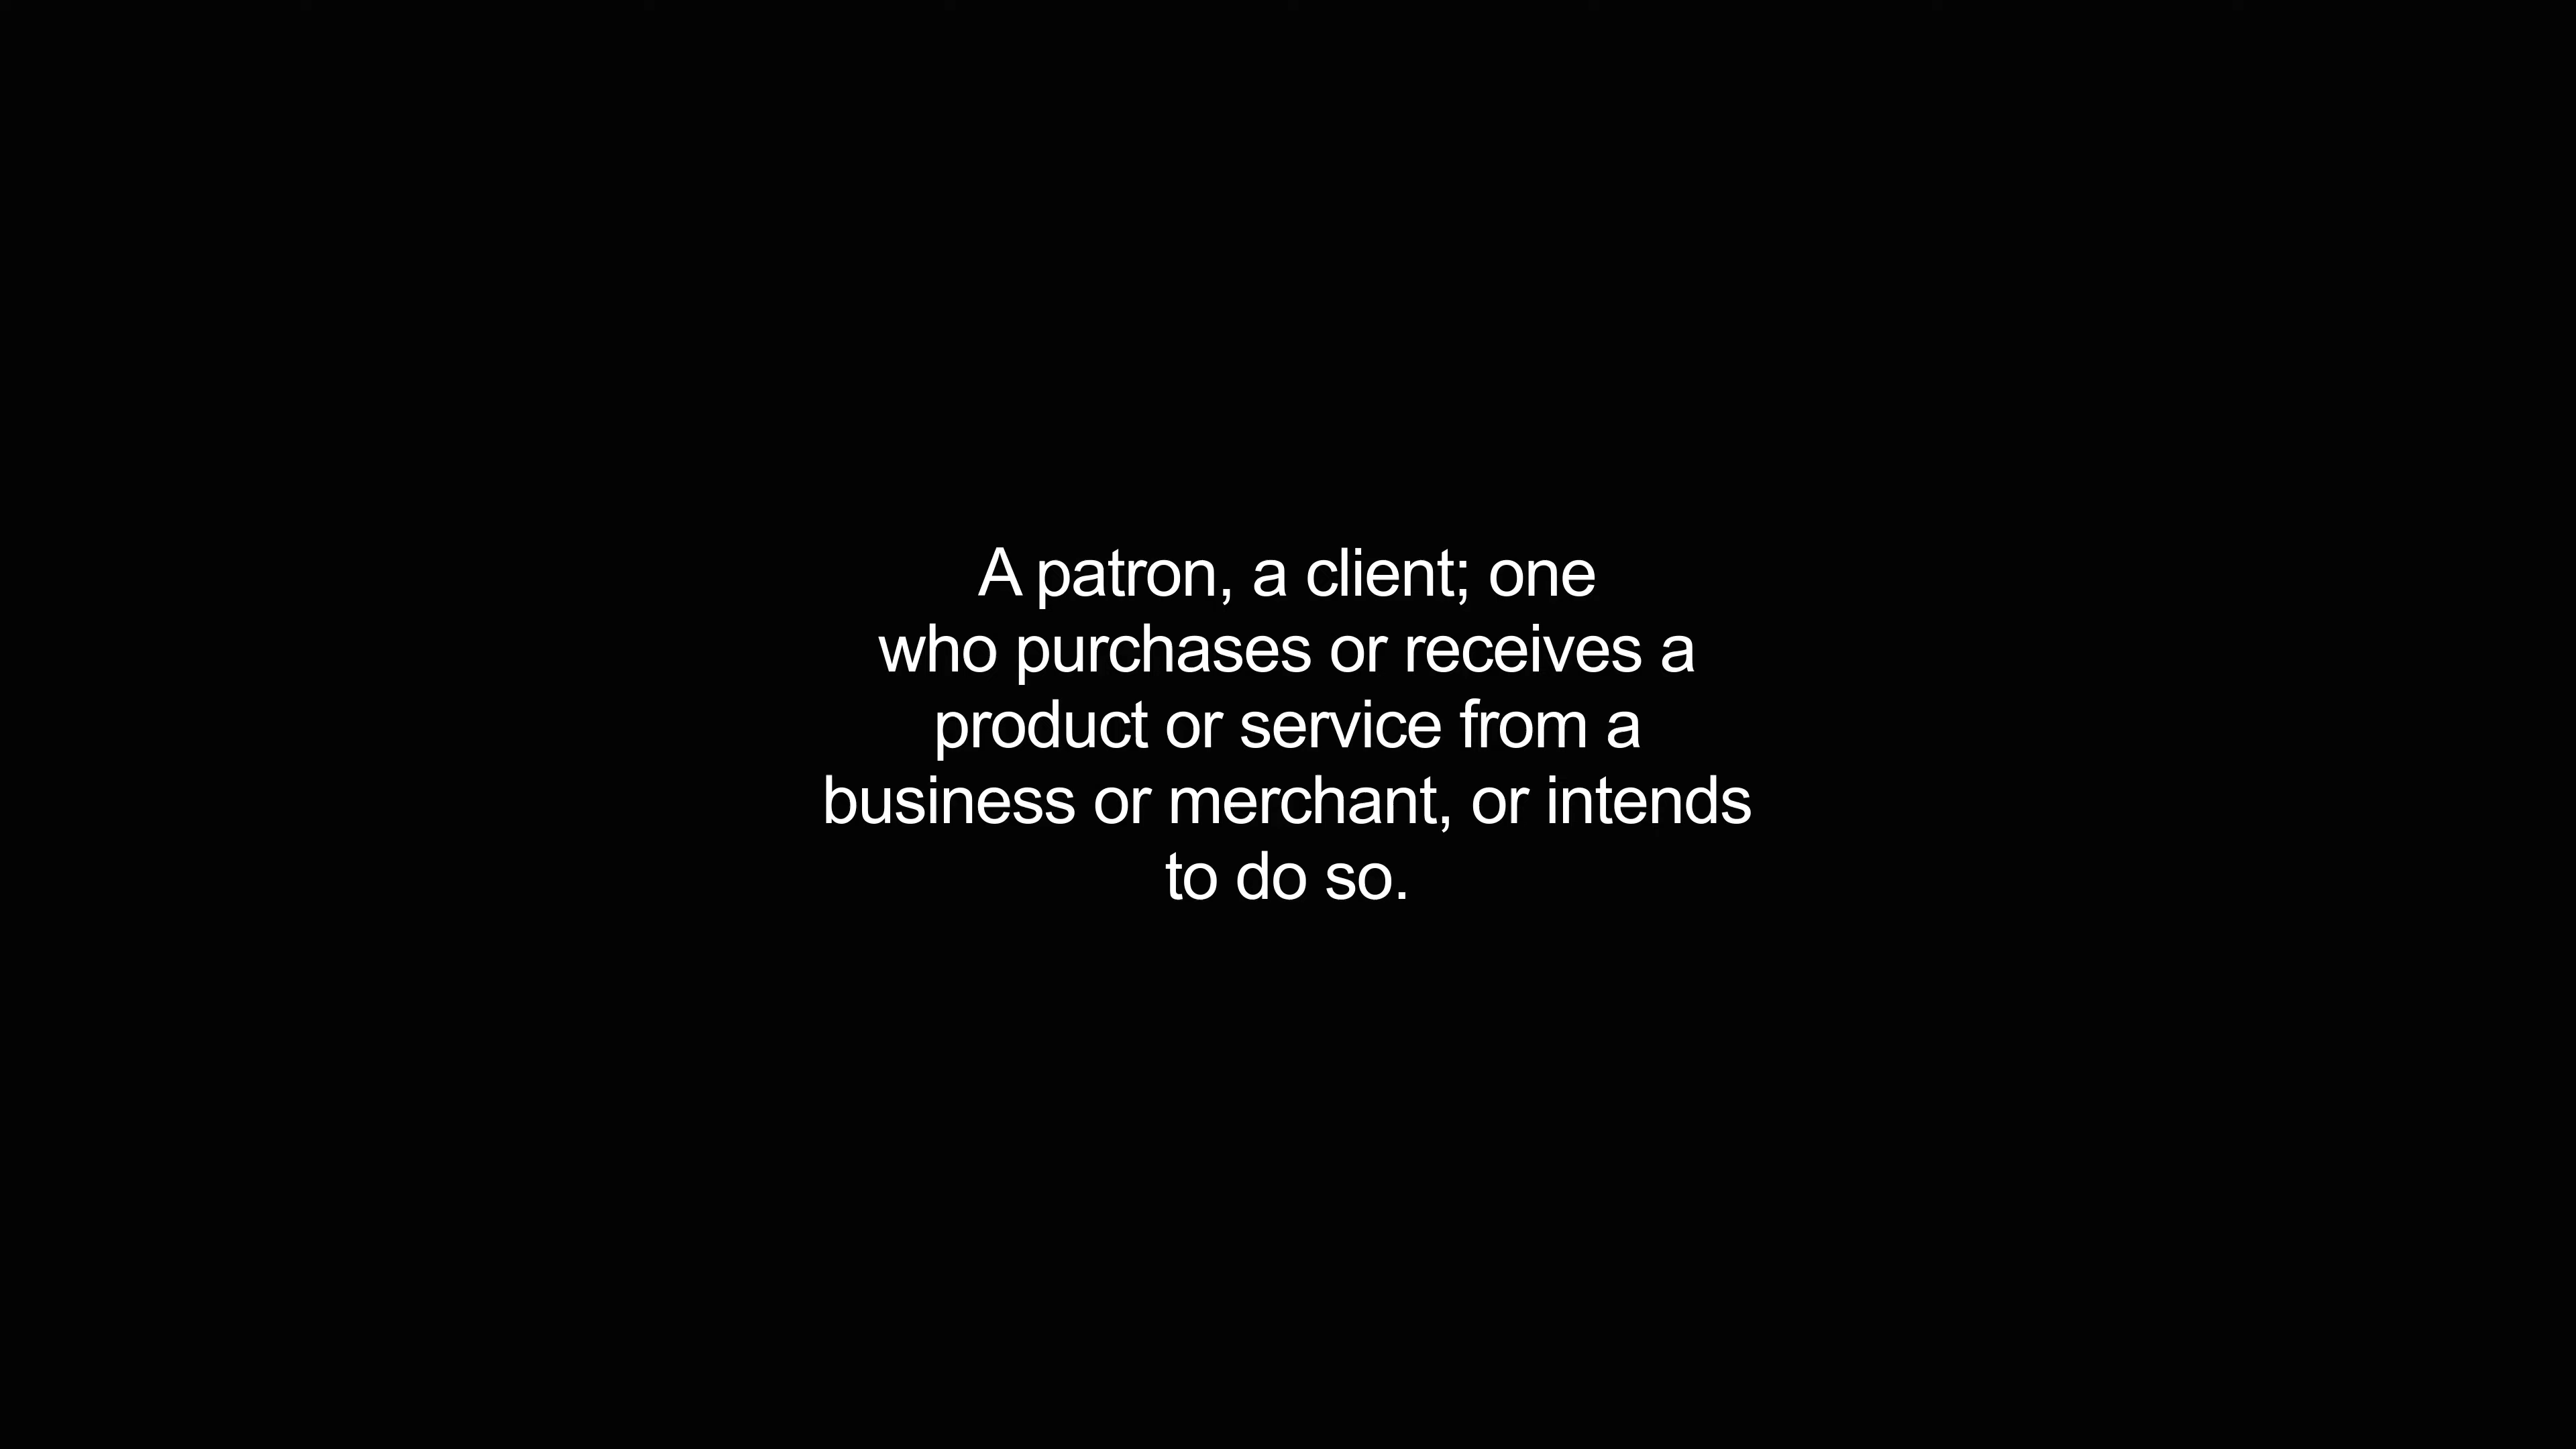 A patron, a client; one
who purchases or receives a
product or service from a
business or merchant, or intends
to do so.